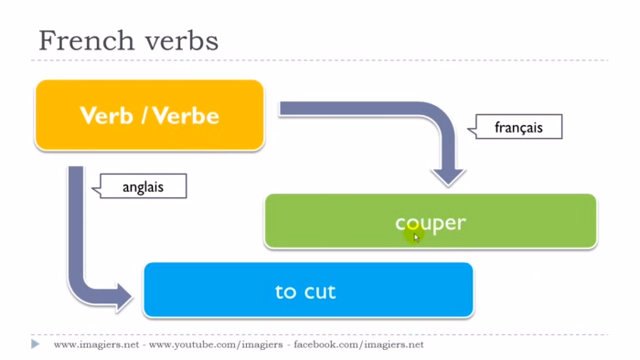 French verbs
Verb / Verbe
français
anglais
couper
to cut
www.imagiers.net - www.youtube.com/imagiers - facebook.com/imagiers.net